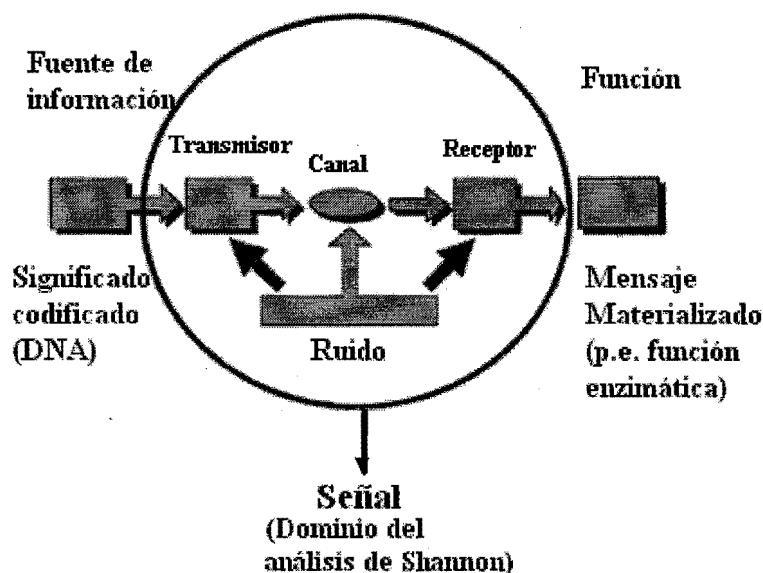 Fuente de
información
Función
Transmisor
Canal
Receptor
Significado
codificado
(DNA)
Ruido
Mensaje
Materializado
(p.e. función
enzimática)
Señal
(Dominio del
análisis de Shannon)